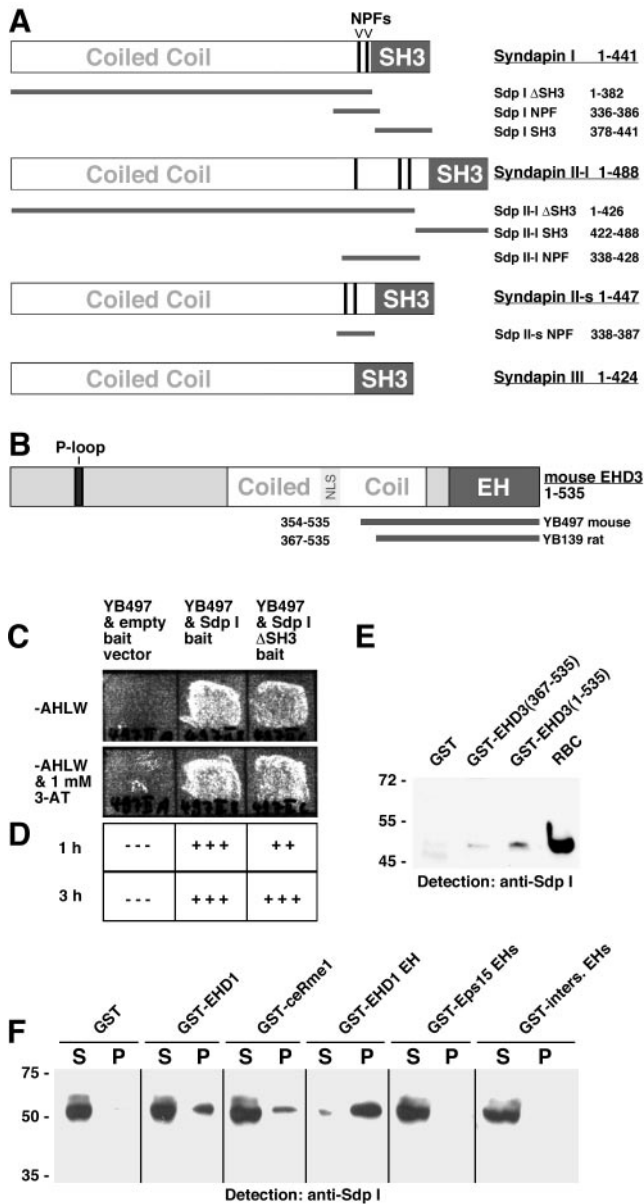 A
NPFs
Coiled Coil
SH3
Syndapin I 1-441
Sdp I ΔSH3 1-382
Sdp I NPF 336-386
Sdp I SH3 378-441
Coiled Coil
SH3
Syndapin II-l 1-488
Sdp II-l ΔSH3 1-426
Sdp II-l SH3 422-488
Sdp II-l NPF 338-428
Coiled Coil
SH3
Syndapin II-s 1-447
Sdp II-s NPF 338-387
Coiled Coil
SH3
Syndapin III 1-424
B
P-loop
Coiled
NLS
Coil
EH
mouse EHD3
1-535
354-535
YB497 mouse
367-535
YB139 rat
C
YB497 & empty bait vector
YB497 & Sdp I bait
YB497 & Sdp I ΔSH3 bait
-AHLW
-AHLW & 1 mM 3-AT
D
1 h
- - -
+ + +
+ +
3 h
- - -
+ + +
+ + +
E
GST
GST-EHD3(367-535)
GST-EHD3(1-535)
RBC
72 -
55 -
45 -
Detection: anti-Sdp I
F
GST
GST-EHD1
GST-ceRme1
GST-EHD1 EH
GST-Eps15 EHs
GST-inters. EHs
S P S P S P S P S P S P
75 -
50 -
35 -
Detection: anti-Sdp I